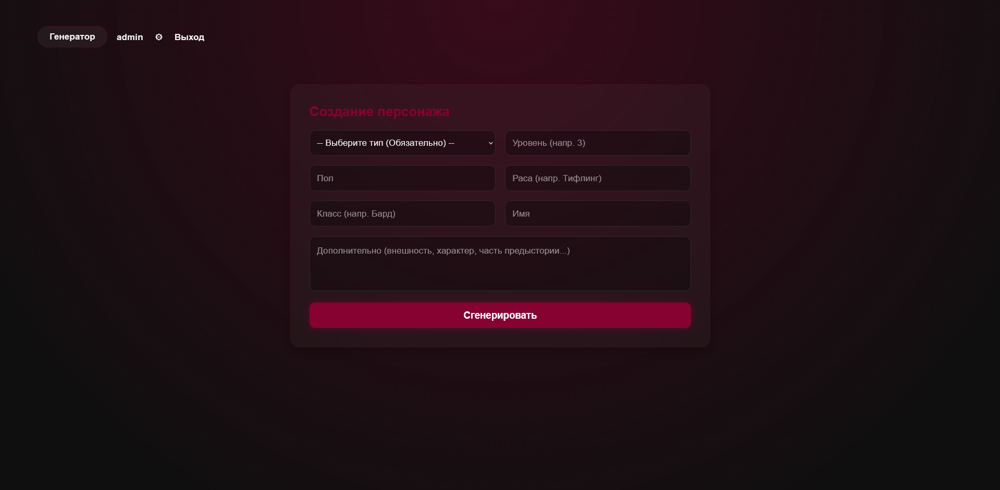 Генератор admin ⚙ Выход
Создание персонажа
-- Выберите тип (Обязательно) -- Уровень (напр. 3)
Пол Раса (напр. Тифлинг)
Класс (напр. Бард) Имя
Дополнительно (внешность, характер, часть предыстории...)
Сгенерировать